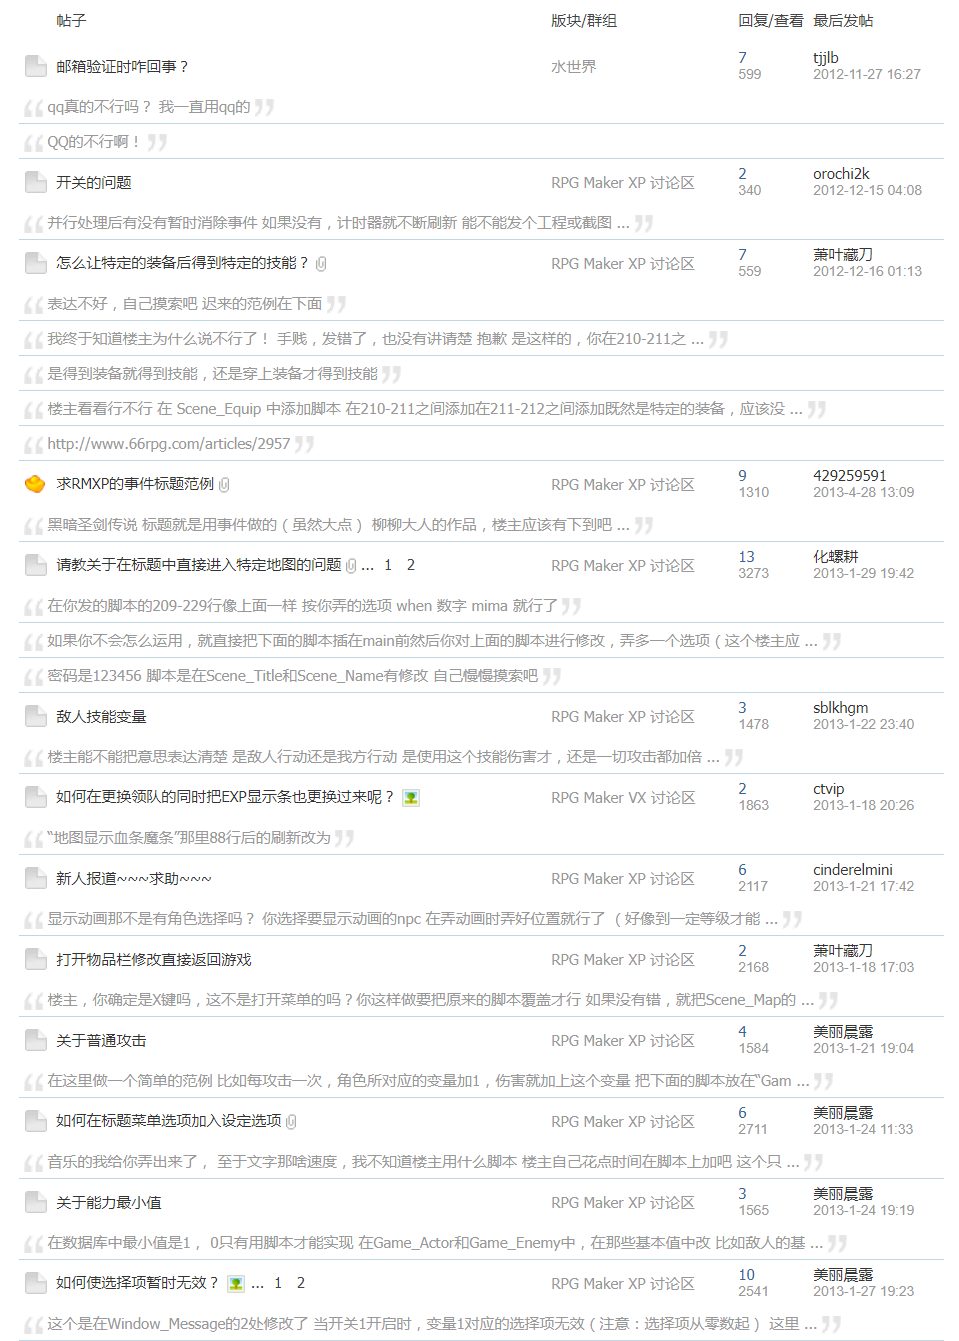 帖子 版块/群组 回复/查看 最后发帖
邮箱验证时咋回事？ 水世界 7 tjjlb
599 2012-11-27 16:27
qq真的不行吗？ 我一直用qq的
QQ的不行啊！
开关的问题 RPG Maker XP 讨论区 2 orochi2k
340 2012-12-15 04:08
并行处理后有没有暂时消除事件 如果没有，计时器就不断刷新 能不能发个工程或截图 ...
怎么让特定的装备后得到特定的技能？ RPG Maker XP 讨论区 7 萧叶藏刀
559 2012-12-16 01:13
表达不好，自己摸索吧 迟来的范例在下面
我终于知道楼主为什么说不行了！ 手贱，发错了，也没有讲请楚 抱歉 是这样的，你在210-211之 ...
是得到装备就得到技能，还是穿上装备才得到技能
楼主看看行不行 在 Scene_Equip 中添加脚本 在210-211之间添加在211-212之间添加既然是特定的装备，应该没 ...
http://www.66rpg.com/articles/2957
求RMXP的事件标题范例 RPG Maker XP 讨论区 9 429259591
1310 2013-4-28 13:09
黑暗圣剑传说 标题就是用事件做的（虽然大点） 柳柳大人的作品，楼主应该有下到吧 ...
请教关于在标题中直接进入特定地图的问题 ... 1 2 RPG Maker XP 讨论区 13 化螺耕
3273 2013-1-29 19:42
在你发的脚本的209-229行像上面一样 按你弄的选项 when 数字 mima 就行了
如果你不会怎么运用，就直接把下面的脚本插在main前然后你对上面的脚本进行修改，弄多一个选项（这个楼主应 ...
密码是123456 脚本是在Scene_Title和Scene_Name有修改 自己慢慢摸索吧
敌人技能变量 RPG Maker XP 讨论区 3 sblkhgm
1478 2013-1-22 23:40
楼主能不能把意思表达清楚 是敌人行动还是我方行动 是使用这个技能伤害才，还是一切攻击都加倍 ...
如何在更换领队的同时把EXP显示条也更换过来呢？ RPG Maker VX 讨论区 2 ctvip
1863 2013-1-18 20:26
“地图显示血条魔条”那里88行后的刷新改为
新人报道~~~求助~~~ RPG Maker XP 讨论区 6 cinderelmini
2117 2013-1-21 17:42
显示动画那不是有角色选择吗？ 你选择要显示动画的npc 在弄动画时弄好位置就行了 （好像到一定等级才能 ...
打开物品栏修改直接返回游戏 RPG Maker XP 讨论区 2 萧叶藏刀
2168 2013-1-18 17:03
楼主，你确定是X键吗，这不是打开菜单的吗？你这样做要把原来的脚本覆盖才行 如果没有错，就把Scene_Map的 ...
关于普通攻击 RPG Maker XP 讨论区 4 美丽晨露
1584 2013-1-21 19:04
在这里做一个简单的范例 比如每攻击一次，角色所对应的变量加1，伤害就加上这个变量 把下面的脚本放在“Gam ...
如何在标题菜单选项加入设定选项 RPG Maker XP 讨论区 6 美丽晨露
2711 2013-1-24 11:33
音乐的我给你弄出来了， 至于文字那啥速度，我不知道楼主用什么脚本 楼主自己花点时间在脚本上加吧 这个只 ...
关于能力最小值 RPG Maker XP 讨论区 3 美丽晨露
1565 2013-1-24 19:19
在数据库中最小值是1， 0只有用脚本才能实现 在Game_Actor和Game_Enemy中，在那些基本值中改 比如敌人的基 ...
如何使选择项暂时无效？ ... 1 2 RPG Maker XP 讨论区 10 美丽晨露
2541 2013-1-27 19:23
这个是在Window_Message的2处修改了 当开关1开启时，变量1对应的选择项无效（注意：选择项从零数起） 这里 ...